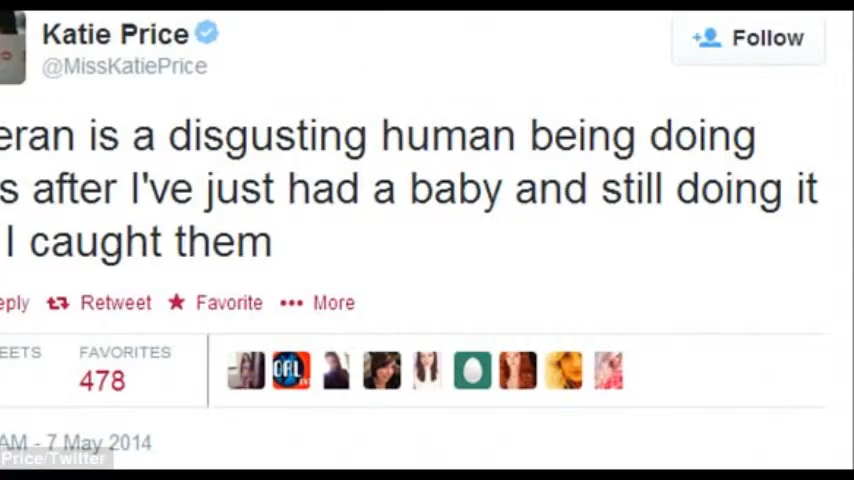 Katie Price
Follow
@MissKatiePrice
eran is a disgusting human being doing
s after I've just had a baby and still doing it
I caught them
eply Retweet Favorite More
EETS FAVORITES
478
AM - 7 May 2014
Price/Twitter